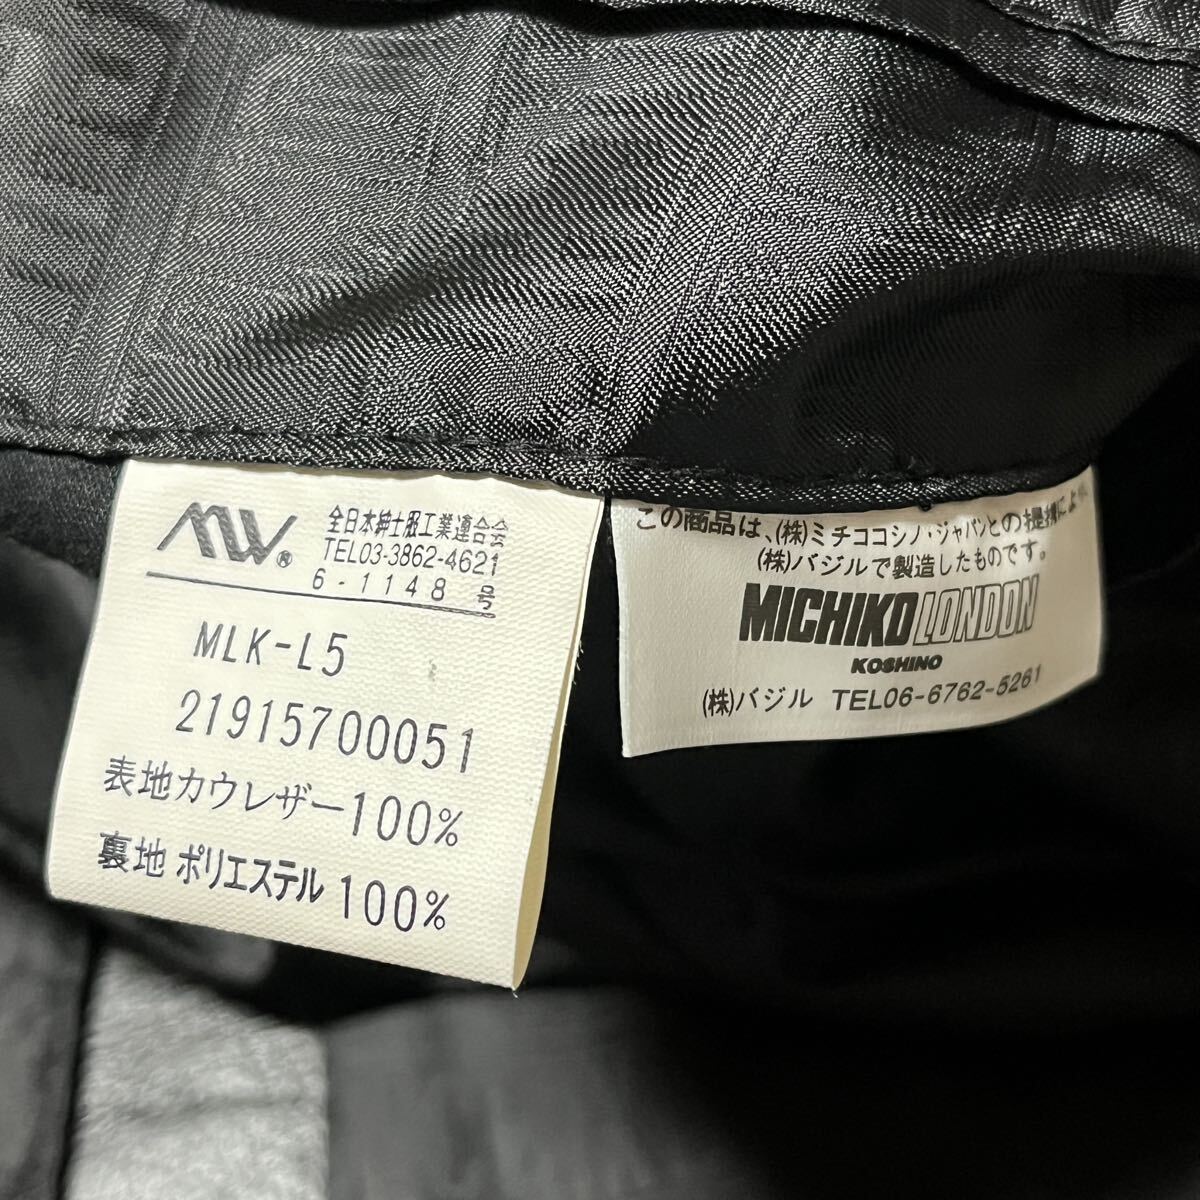 MW®
全日本紳士服工業連合会
TEL03-3862-4621
6-1148号
MLK-L5
21915700051
表地カウレザー100%
裏地 ポリエステル100%
この商品は、(株)ミチココシノ・ジャパンとの提携により、
(株)バジルで製造したものです。
MICHIKO LONDON
KOSHINO
(株)バジル TEL06-6762-5261